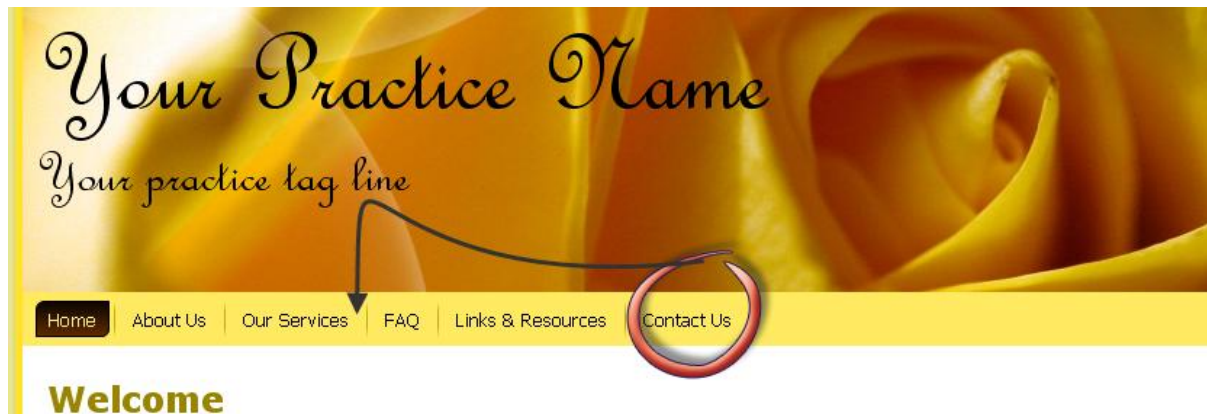 Your Practice Name
Your practice tag line
Home About Us Our Services FAQ Links & Resources Contact Us
Welcome